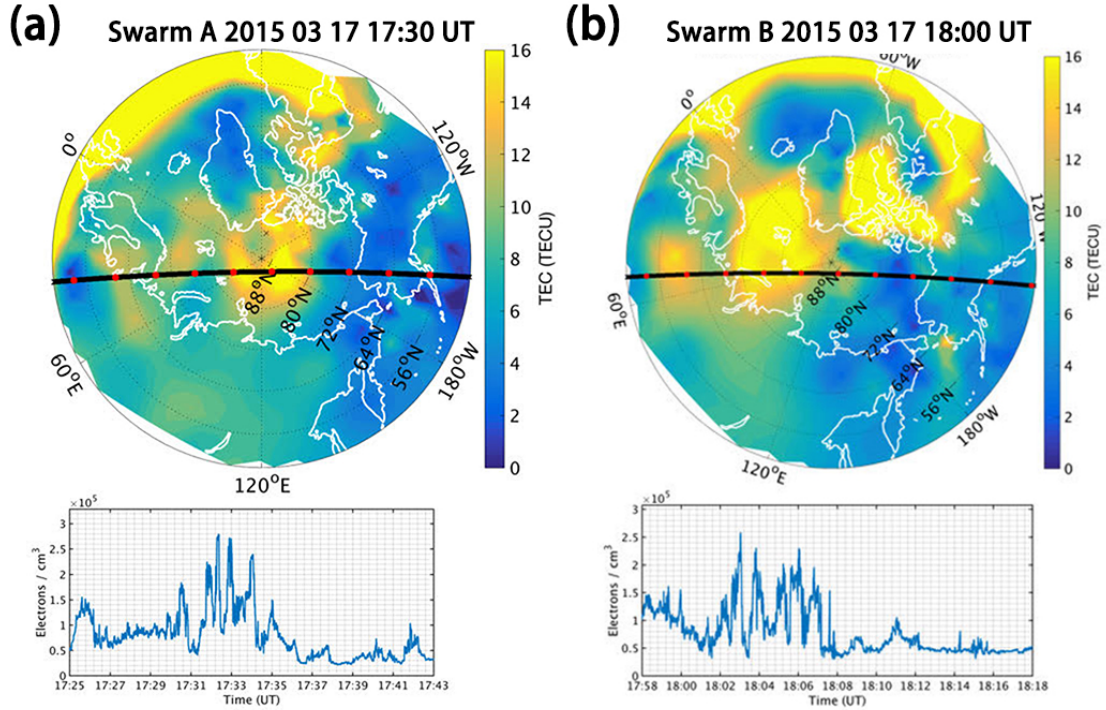 (a) Swarm A 2015 03 17 17:30 UT
0°
120°W
88°N
80°N
72°N
64°N
56°N
180°W
60°E
120°E
16
14
12
10
8
6
4
2
0
TEC (TECU)
×10⁵
3
2.5
2
1.5
1
0.5
0
Electrons / cm³
17:25 17:27 17:29 17:31 17:33 17:35 17:37 17:39 17:41 17:43
Time (UT)
(b) Swarm B 2015 03 17 18:00 UT
60°W
0°
120°W
88°N
80°N
72°N
64°N
56°N
180°W
60°E
120°E
16
14
12
10
8
6
4
2
0
TEC (TECU)
×10⁵
3
2.5
2
1.5
1
0.5
0
Electrons / cm³
17:58 18:00 18:02 18:04 18:06 18:08 18:10 18:12 18:14 18:16 18:18
Time (UT)